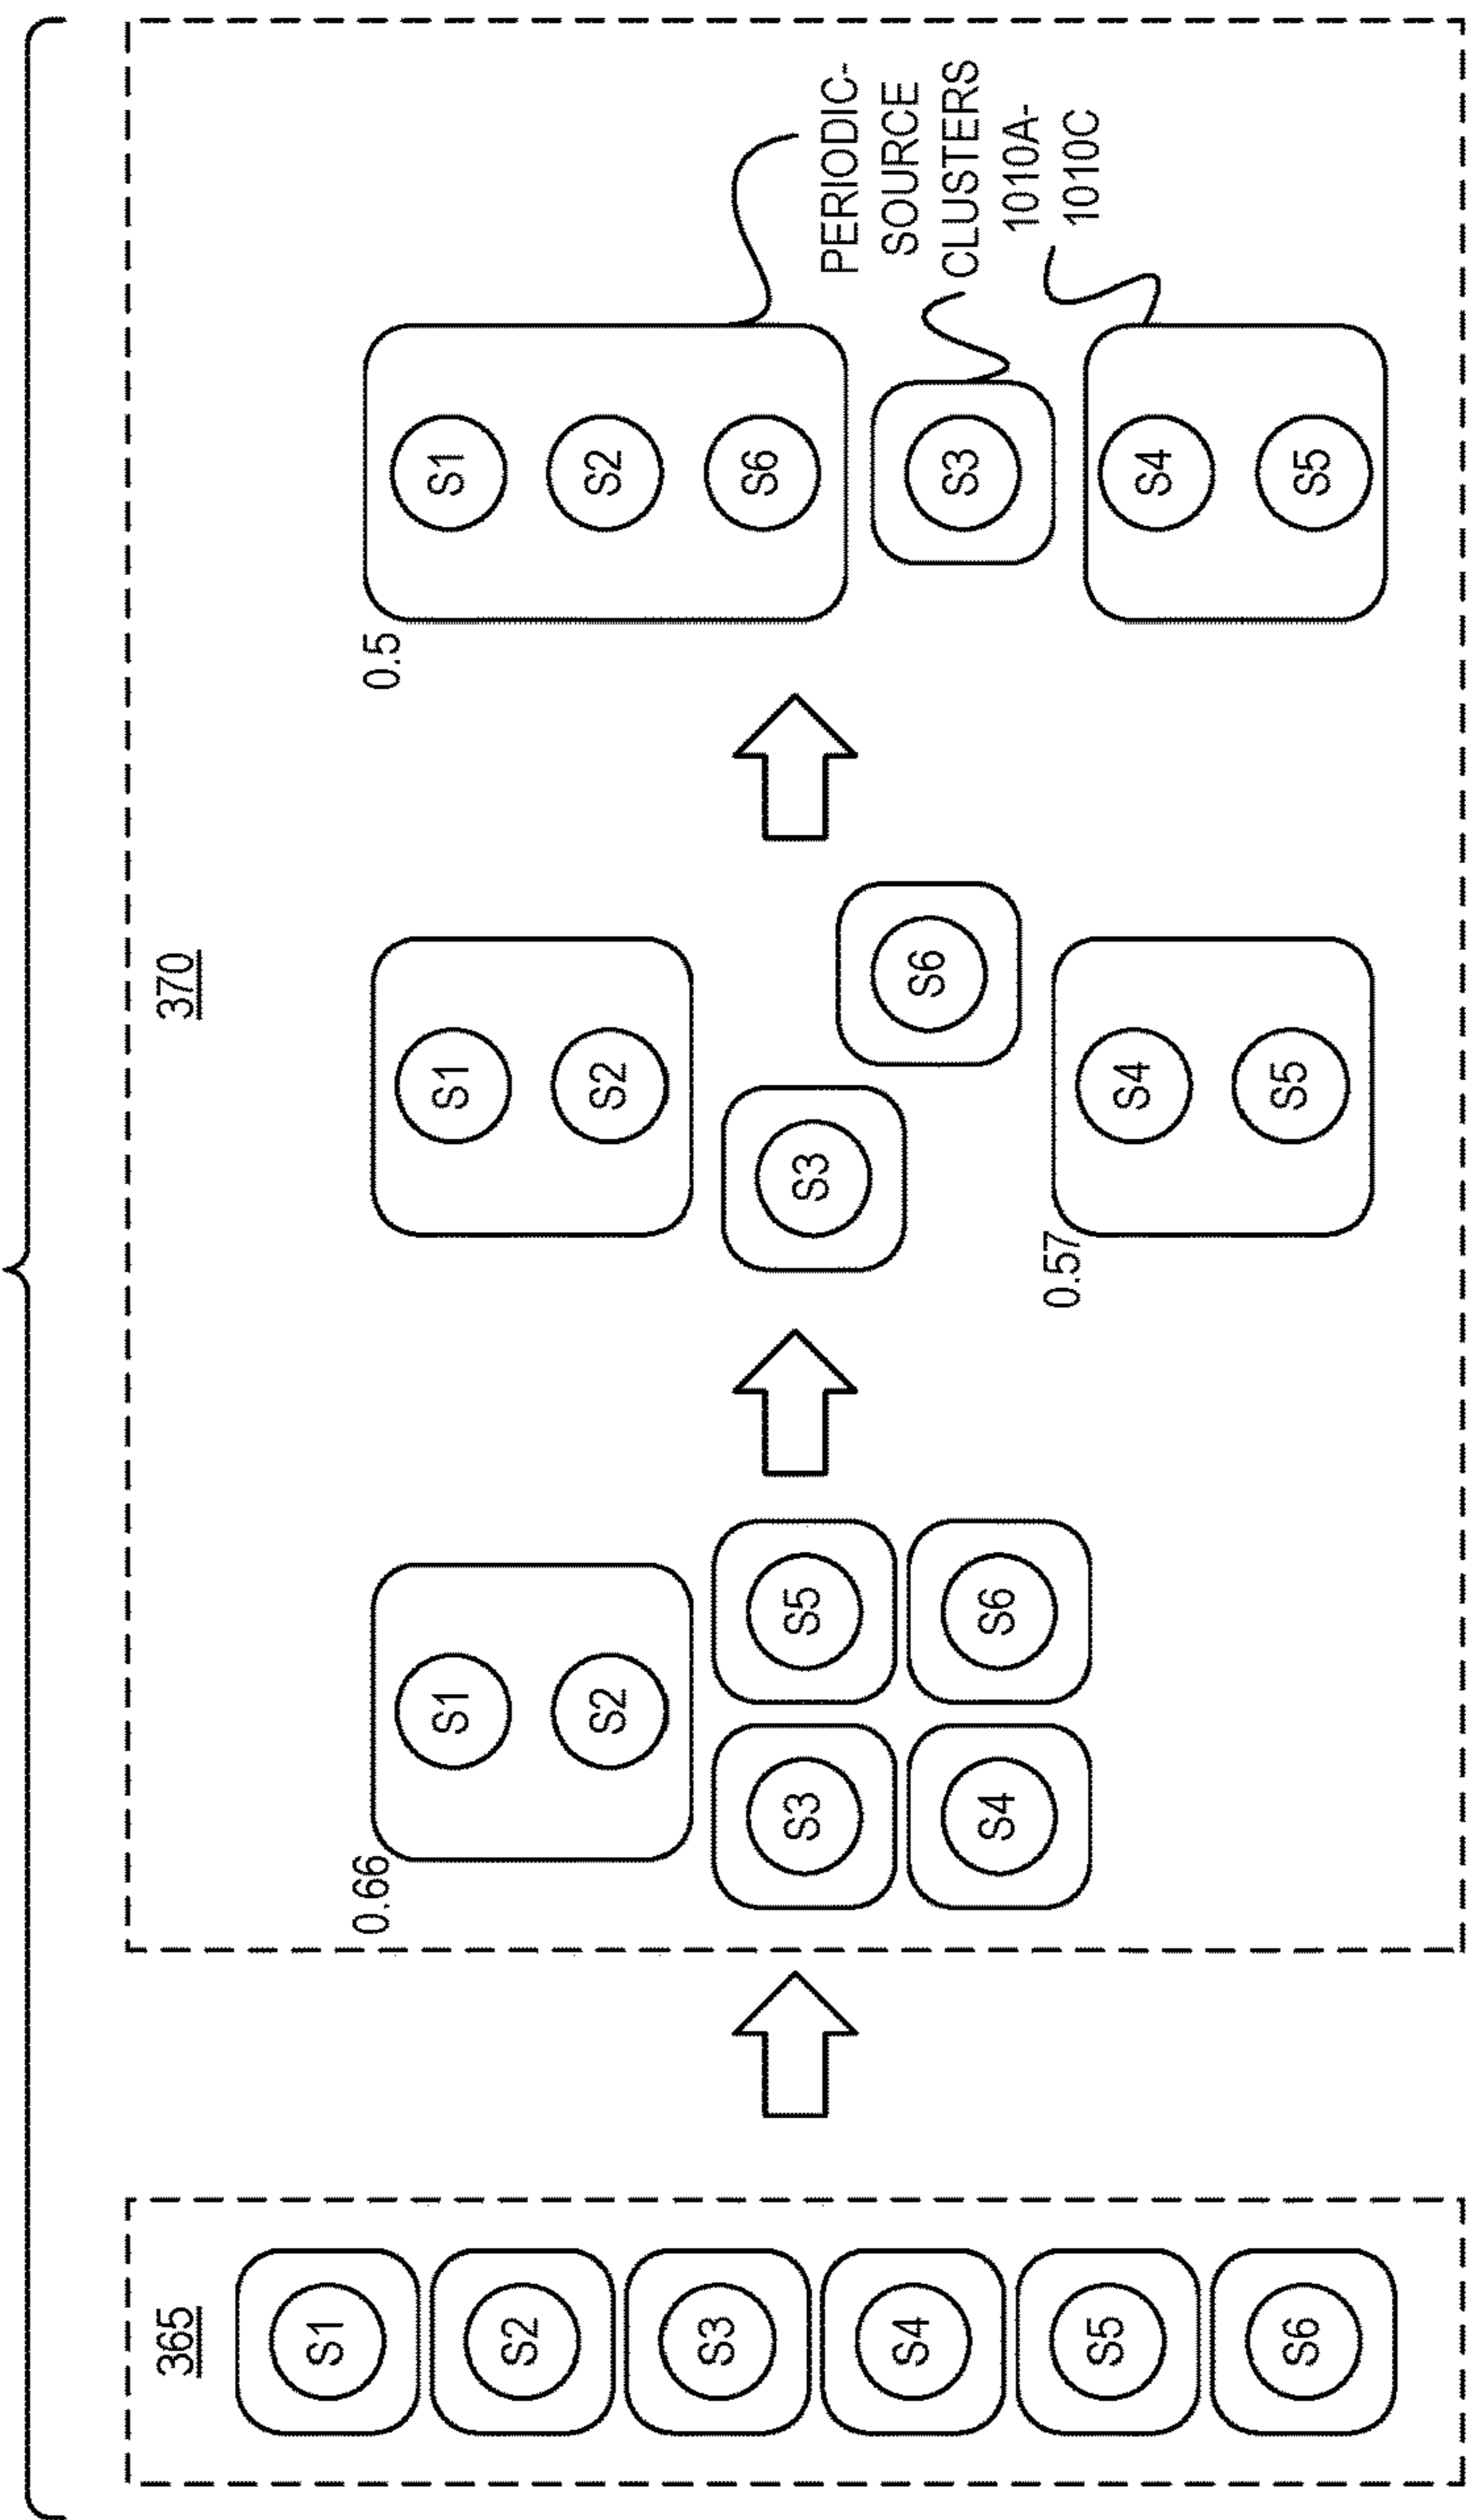 365
S1
S2
S3
S4
S5
S6
370
0.66
S1
S2
S3
S5
S4
S6
S1
S2
S3
S6
0.57
S4
S5
0.5
S1
S2
S6
S3
S4
S5
PERIODIC-
SOURCE
CLUSTERS
1010A-
1010C